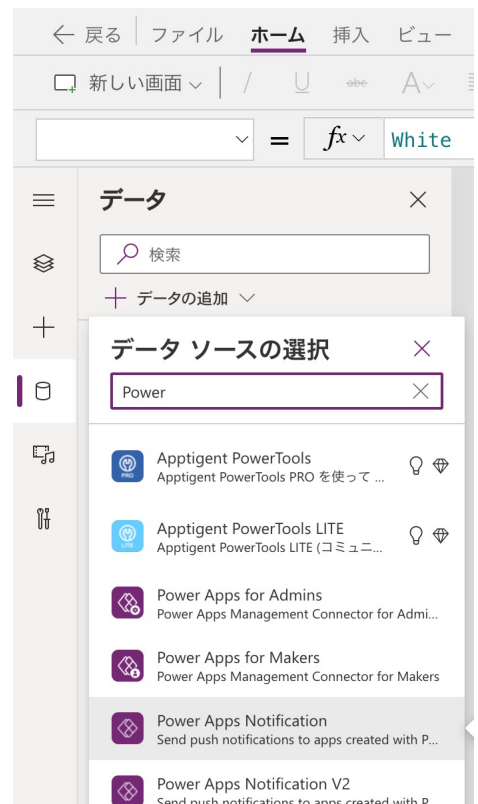 戻る ファイル ホーム 挿入 ビュー
新しい画面 / U abc A
= fx White
データ
検索
データの追加
データ ソースの選択
Power
Apptigent PowerTools
PRO Apptigent PowerTools PRO を使って ...
Apptigent PowerTools LITE
LITE Apptigent PowerTools LITE (コミュニ...
Power Apps for Admins
Power Apps Management Connector for Admi...
Power Apps for Makers
Power Apps Management Connector for Makers
Power Apps Notification
Send push notifications to apps created with P...
Power Apps Notification V2
Send push notifications to apps created with P